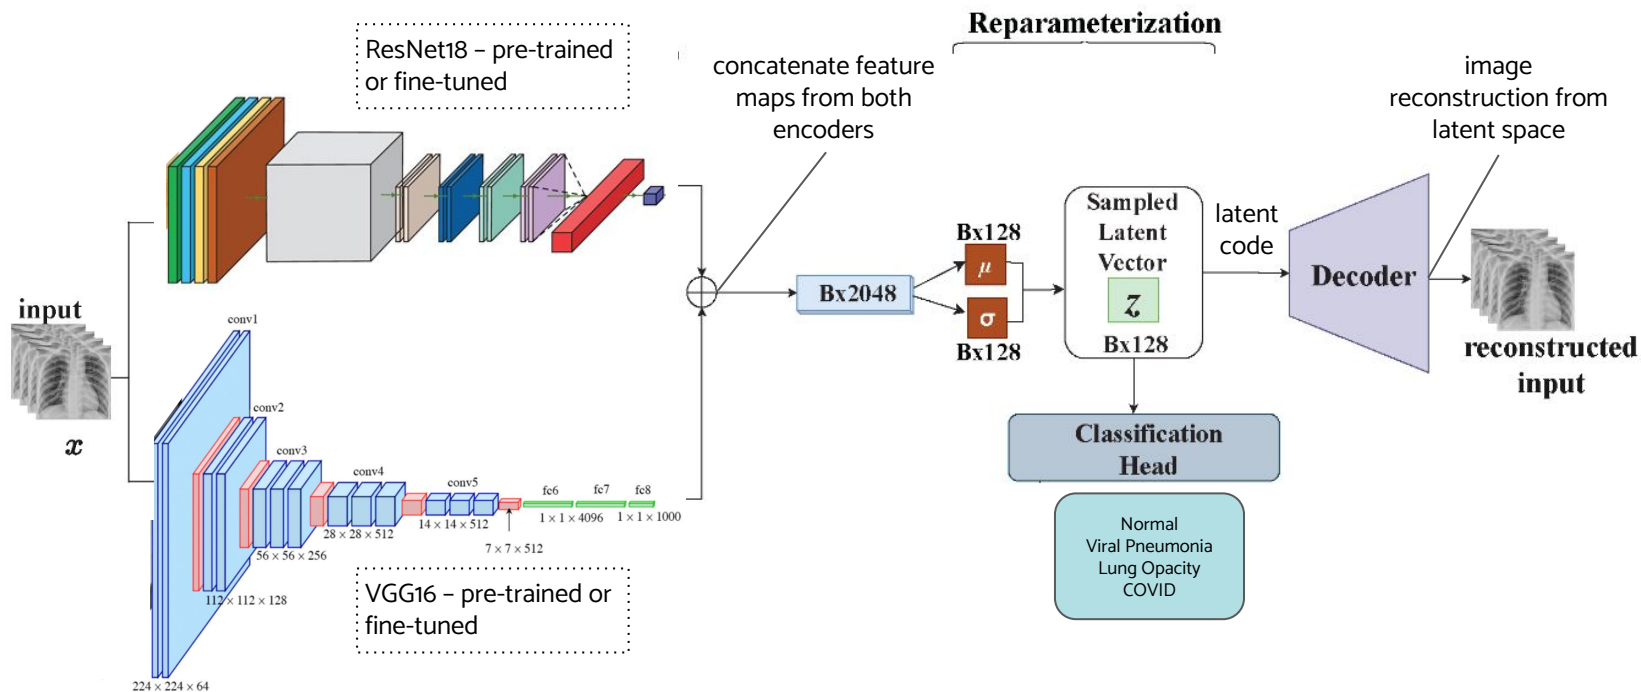 Reparameterization
ResNet18 – pre-trained
or fine-tuned
concatenate feature
maps from both
encoders
image
reconstruction from
latent space
input
x
conv1
conv2
conv3
conv4
conv5
fc6
fc7
fc8
224 × 224 × 64
112 × 112 × 128
56 × 56 × 256
28 × 28 × 512
14 × 14 × 512
7 × 7 × 512
1 × 1 × 4096
1 × 1 × 1000
VGG16 – pre-trained or
fine-tuned
Bx2048
Bx128
μ
σ
Bx128
Sampled
Latent
Vector
z
Bx128
latent
code
Decoder
reconstructed
input
Classification
Head
Normal
Viral Pneumonia
Lung Opacity
COVID